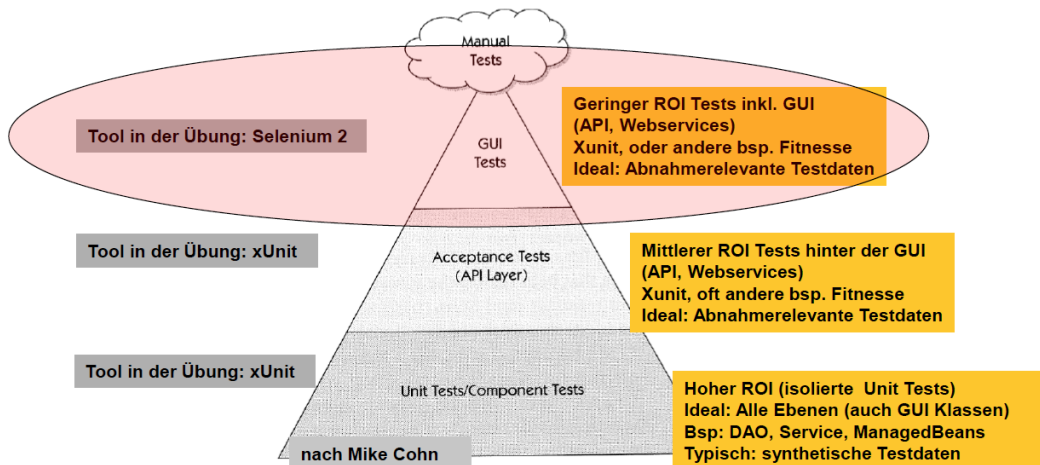 Manual
Tests
Tool in der Übung: Selenium 2
GUI
Tests
Geringer ROI Tests inkl. GUI
(API, Webservices)
Xunit, oder andere bsp. Fitnesse
Ideal: Abnahmerelevante Testdaten
Tool in der Übung: xUnit
Acceptance Tests
(API Layer)
Mittlerer ROI Tests hinter der GUI
(API, Webservices)
Xunit, oft andere bsp. Fitnesse
Ideal: Abnahmerelevante Testdaten
Tool in der Übung: xUnit
Unit Tests/Component Tests
Hoher ROI (isolierte Unit Tests)
Ideal: Alle Ebenen (auch GUI Klassen)
Bsp: DAO, Service, ManagedBeans
Typisch: synthetische Testdaten
nach Mike Cohn